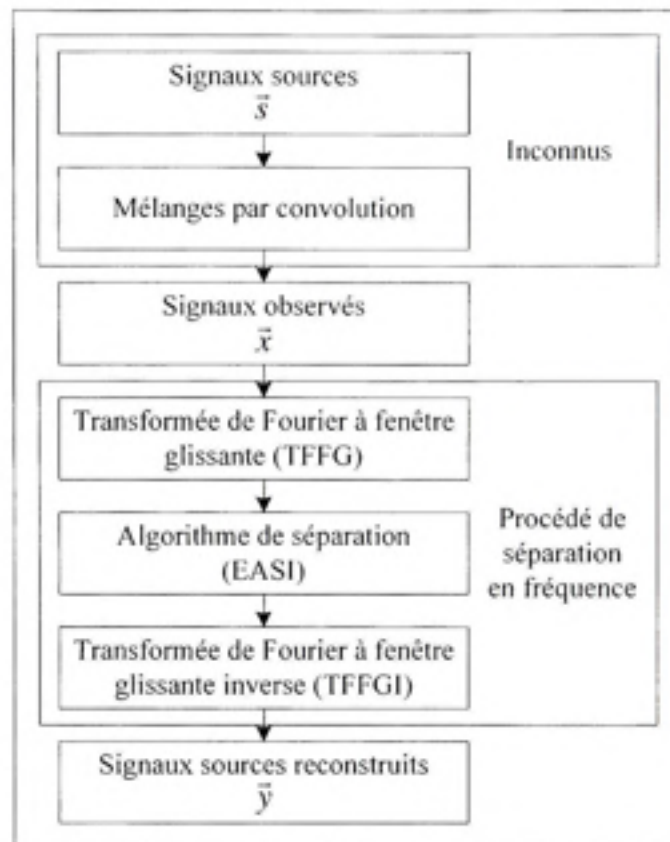 Signaux sources
s⃗
Inconnus
Mélanges par convolution
Signaux observés
x⃗
Transformée de Fourier à fenêtre
glissante (TFFG)
Algorithme de séparation
(EASI)
Procédé de
séparation
en fréquence
Transformée de Fourier à fenêtre
glissante inverse (TFFGI)
Signaux sources reconstruits
y⃗